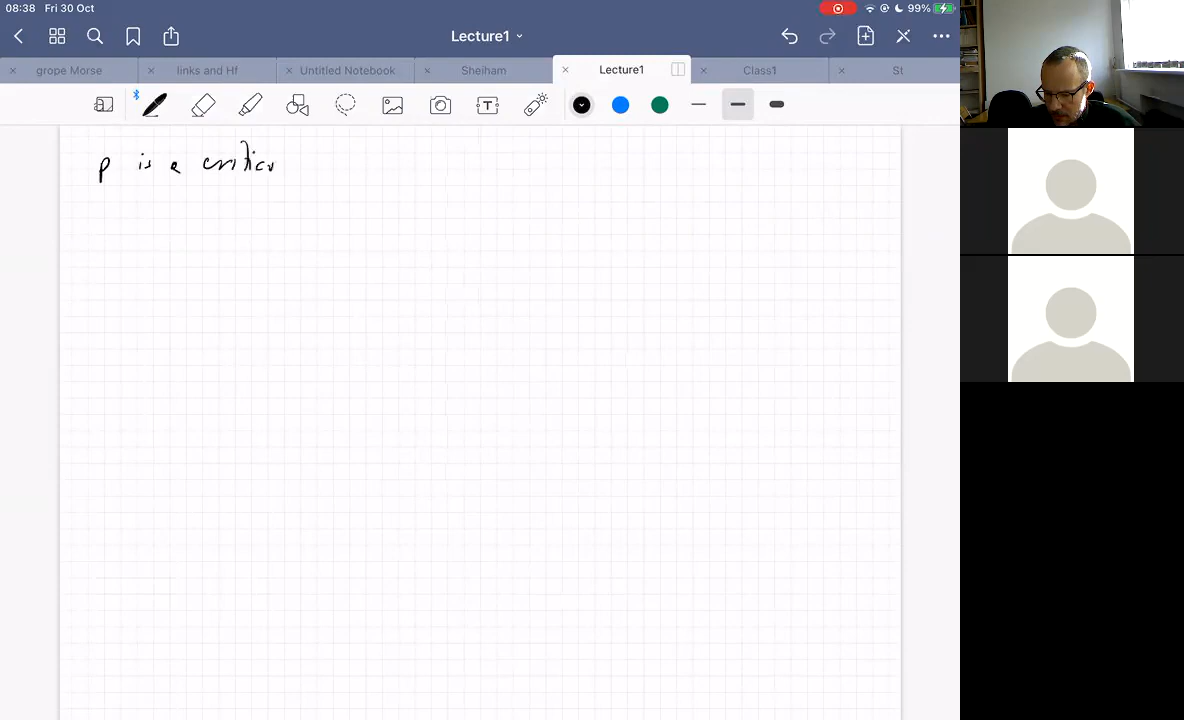 08:38 Fri 30 Oct
99%
Lecture1
grope Morse
links and Hf
Untitled Notebook
Sheiham
Lecture1
Class1
St
p is a critica